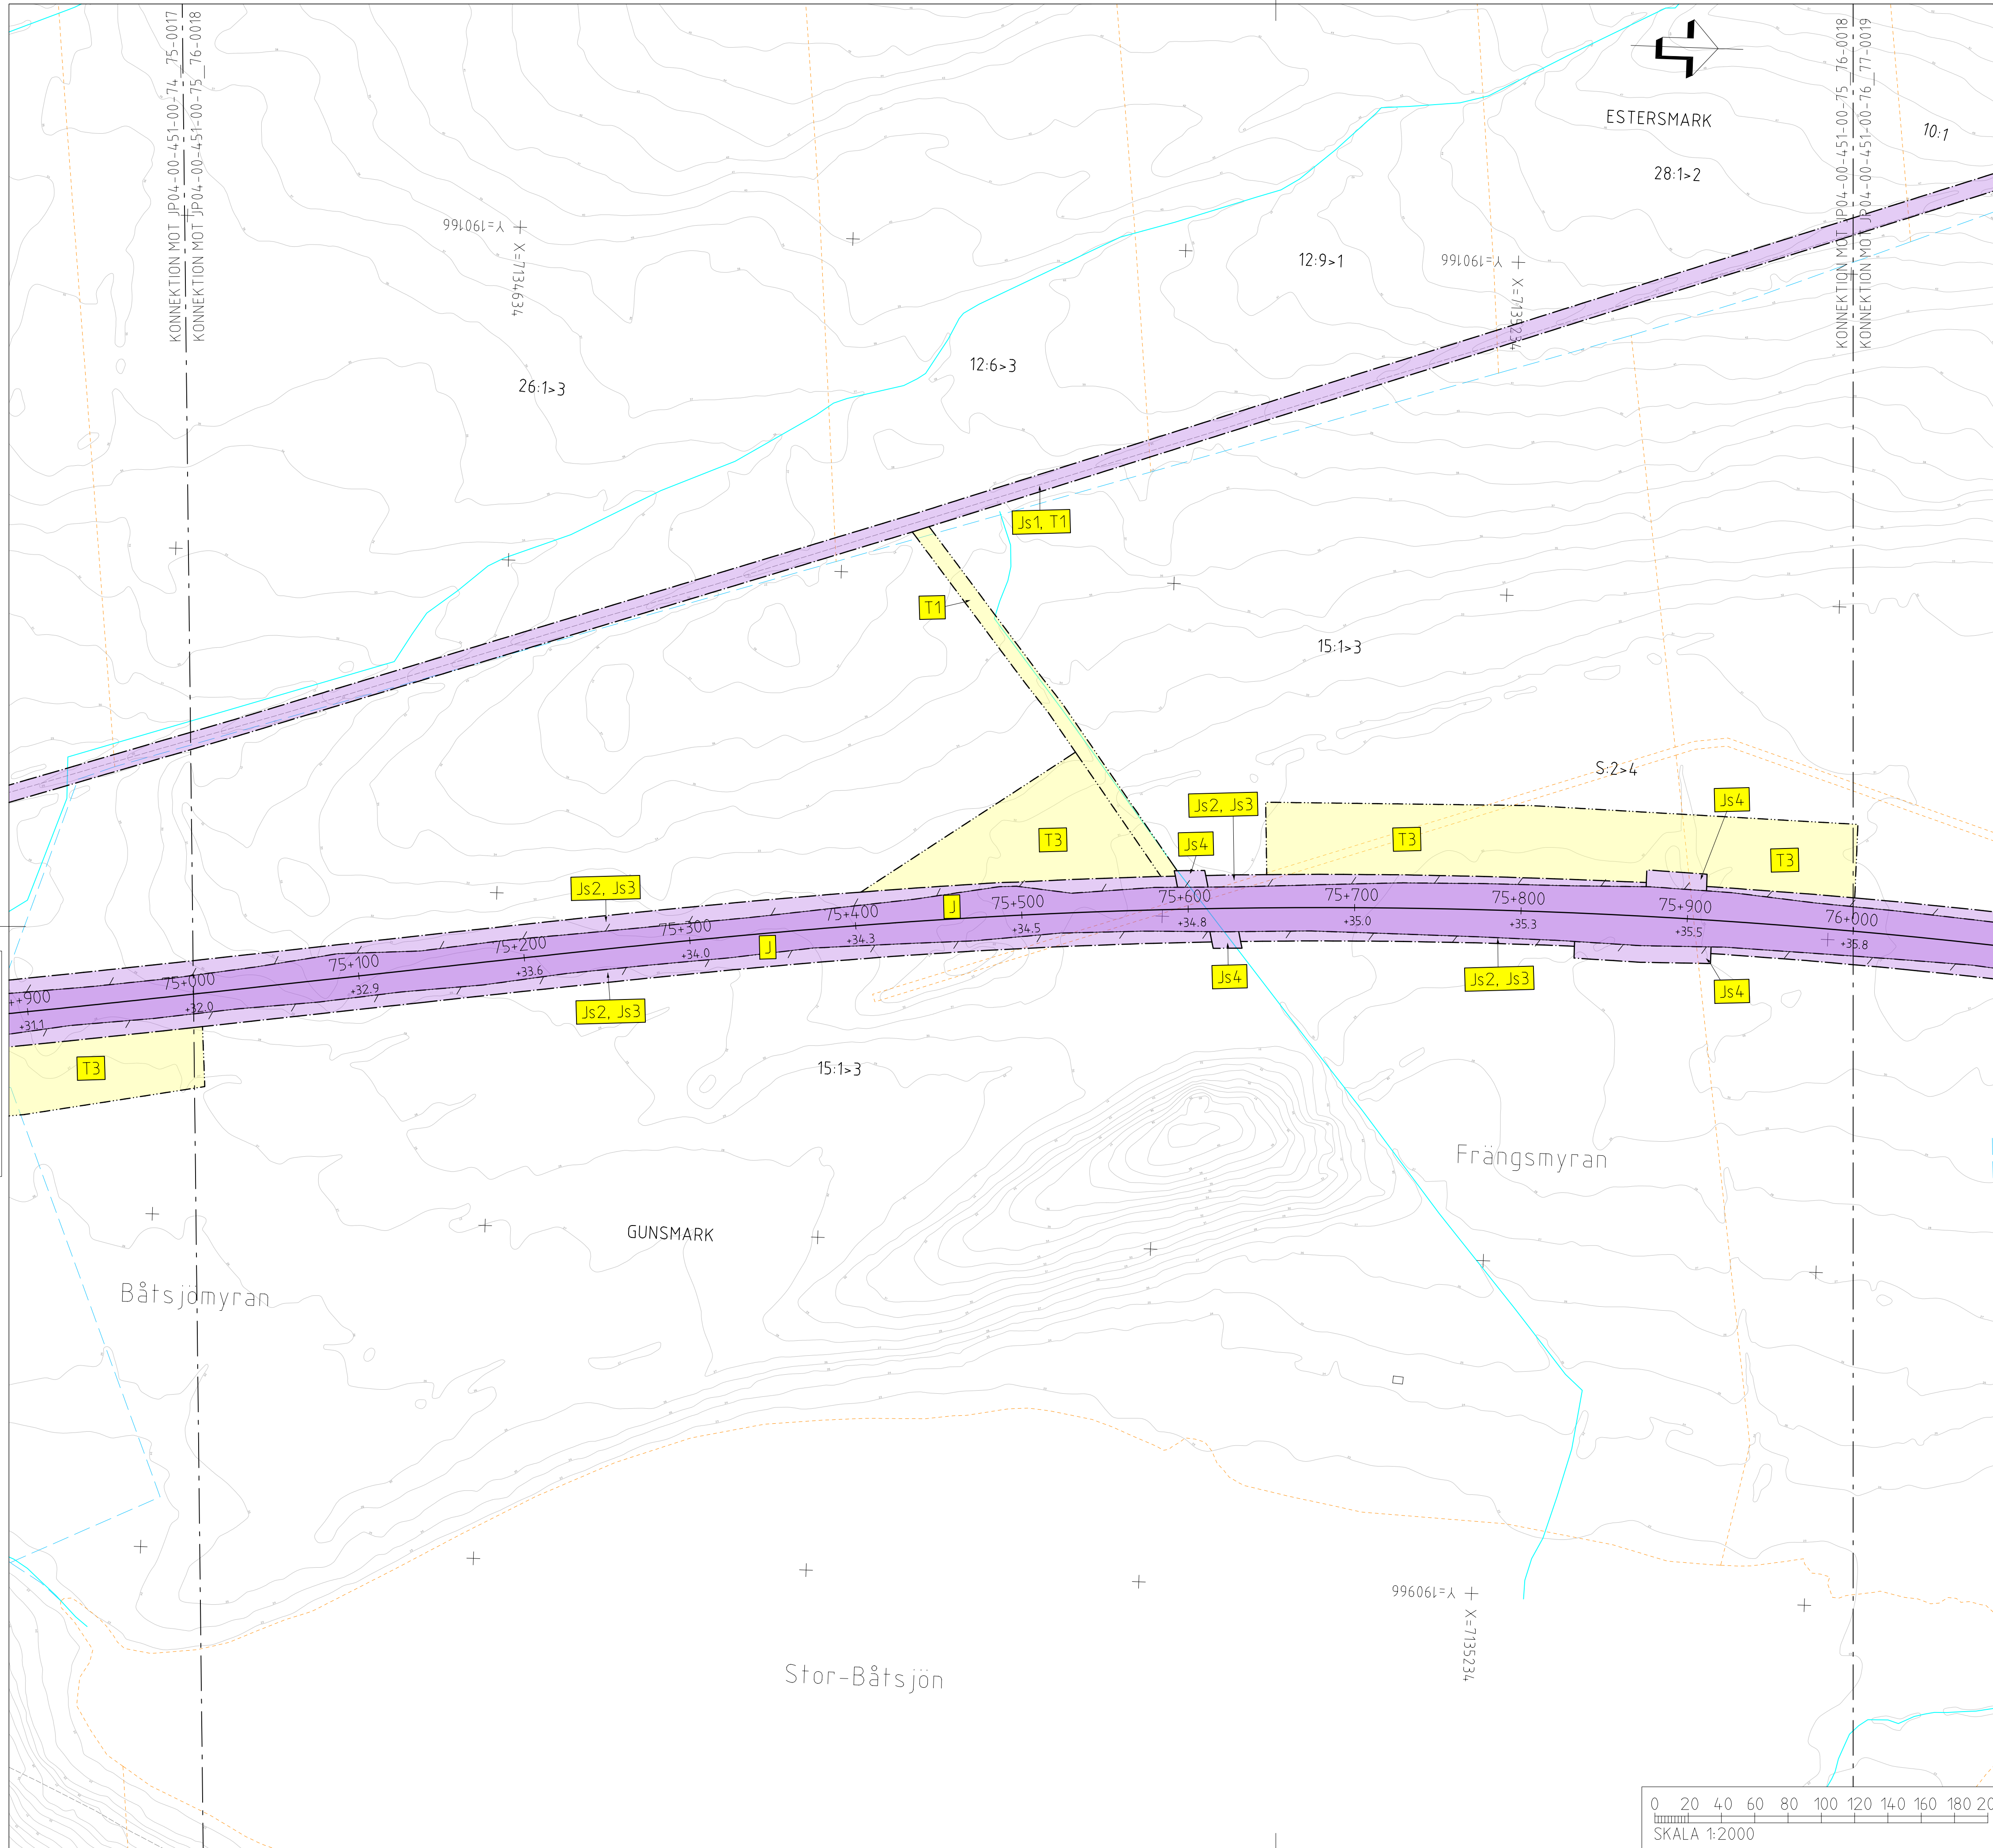 KONNEKTION MOT JP04-00-451-00-74_75-0017
KONNEKTION MOT JP04-00-451-00-75_76-0018
KONNEKTION MOT JP04-00-451-00-75_76-0018
KONNEKTION MOT JP04-00-451-00-76_77-0019
ESTERSMARK
10:1
28:1>2
Y=190166
X=7134634
12:9>1
Y=190166
X=7135234
12:6>3
26:1>3
Js1, T1
T1
15:1>3
S:2>4
Js2, Js3
Js4
T3
Js4
T3
T3
Js2, Js3
J
J
75+000
75+100
75+200
75+300
75+400
75+500
75+600
75+700
75+800
75+900
76+000
+31.1
+32.0
+32.9
+33.6
+34.0
+34.3
+34.5
+34.8
+35.0
+35.3
+35.5
+35.8
Js4
Js2, Js3
Js4
Js2, Js3
T3
15:1>3
Frängsmyran
GUNSMARK
Båtsjömyran
Y=190966
X=7135234
Stor-Båtsjön
0 20 40 60 80 100 120 140 160 180
SKALA 1:2000